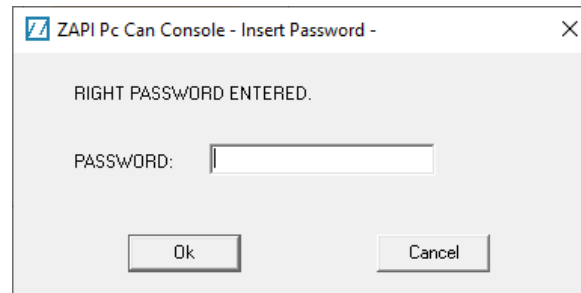 ZAPI Pc Can Console - Insert Password -
RIGHT PASSWORD ENTERED.
PASSWORD:
Ok Cancel